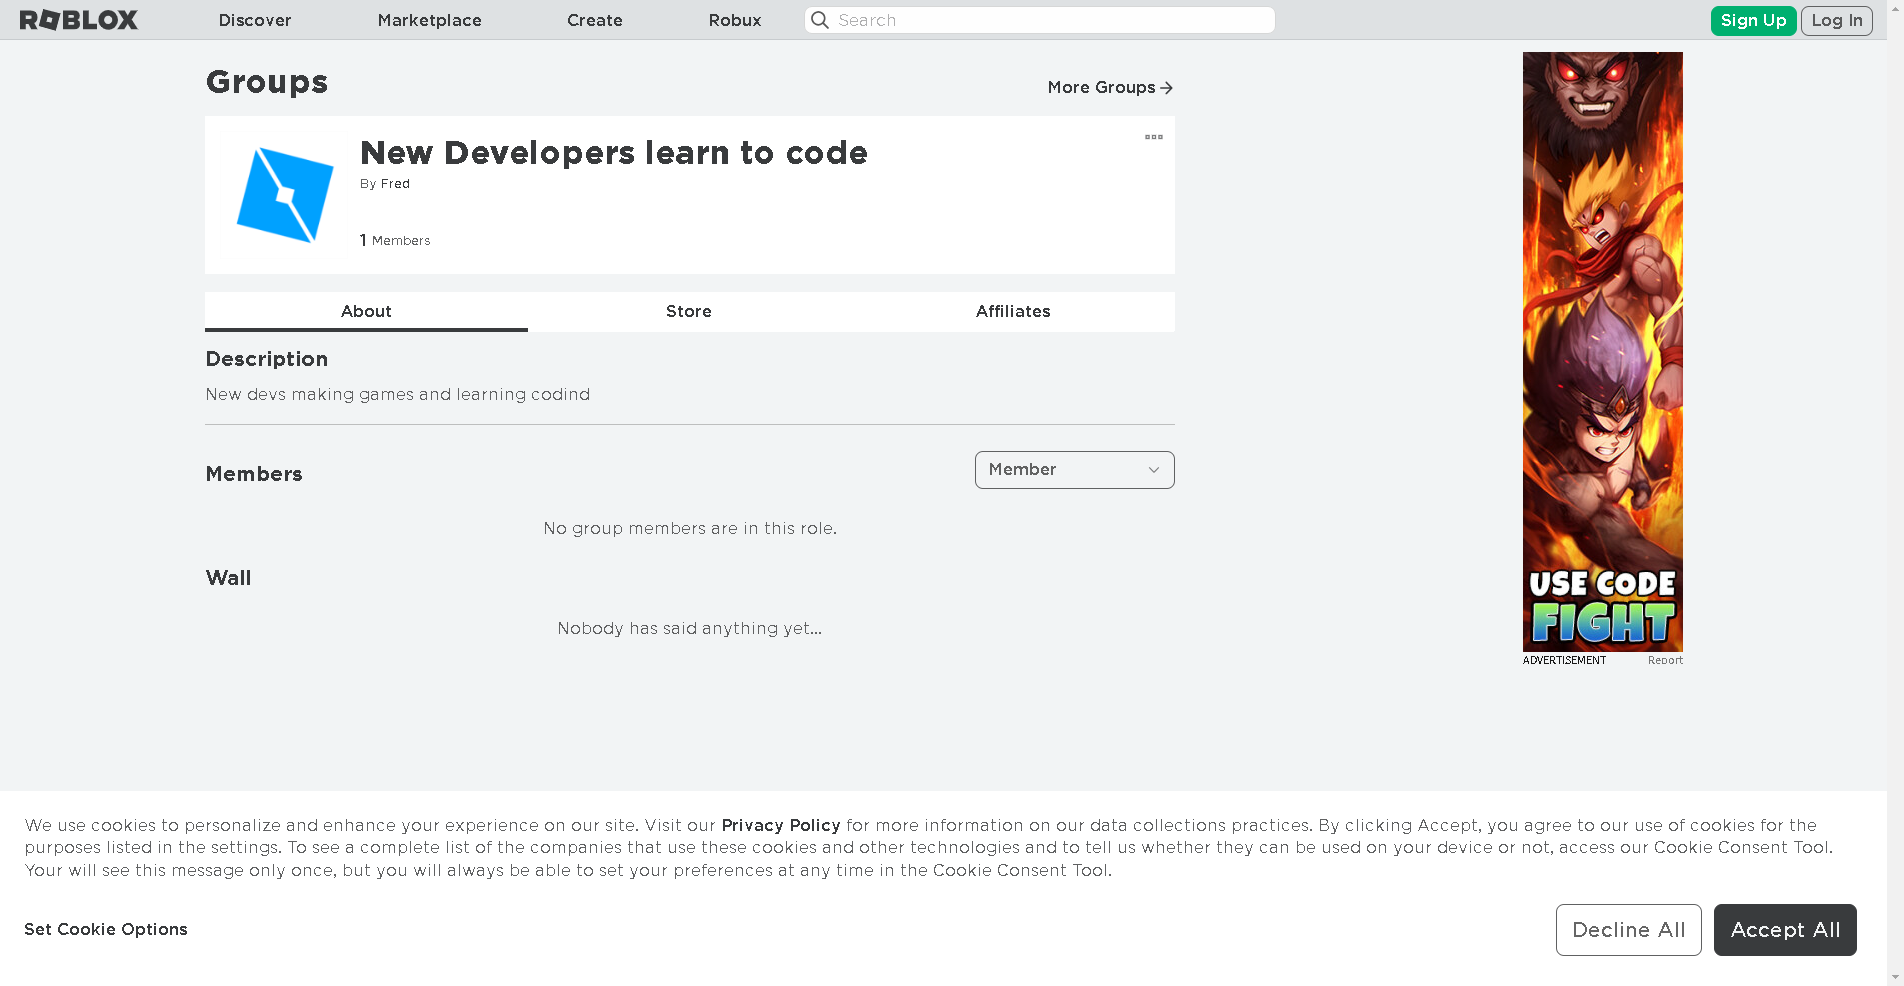 ROBLOX
Discover
Marketplace
Create
Robux
Search
Sign Up
Log In
Groups
More Groups
New Developers learn to code
By Fred
1 Members
About
Store
Affiliates
Description
New devs making games and learning codind
Members
Member
No group members are in this role.
Wall
Nobody has said anything yet...
USE CODE
FIGHT
ADVERTISEMENT
Report
We use cookies to personalize and enhance your experience on our site. Visit our Privacy Policy for more information on our data collections practices. By clicking Accept, you agree to our use of cookies for the
purposes listed in the settings. To see a complete list of the companies that use these cookies and other technologies and to tell us whether they can be used on your device or not, access our Cookie Consent Tool.
Your will see this message only once, but you will always be able to set your preferences at any time in the Cookie Consent Tool.
Set Cookie Options
Decline All
Accept All